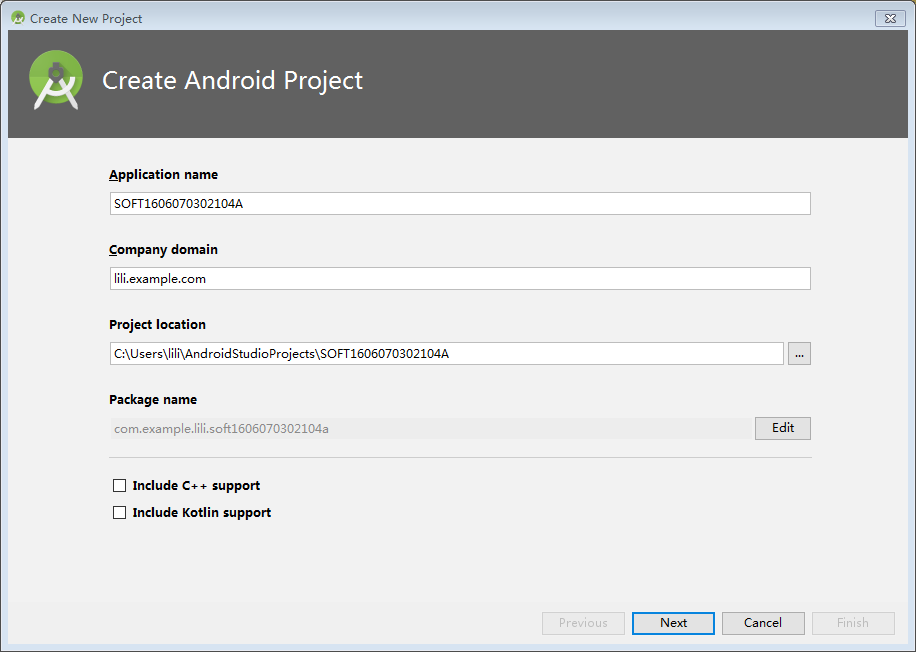 Create New Project
Create Android Project
Application name
SOFT1606070302104A
Company domain
lili.example.com
Project location
C:\Users\lili\AndroidStudioProjects\SOFT1606070302104A
...
Package name
com.example.lili.soft1606070302104a
Edit
Include C++ support
Include Kotlin support
Previous Next Cancel Finish